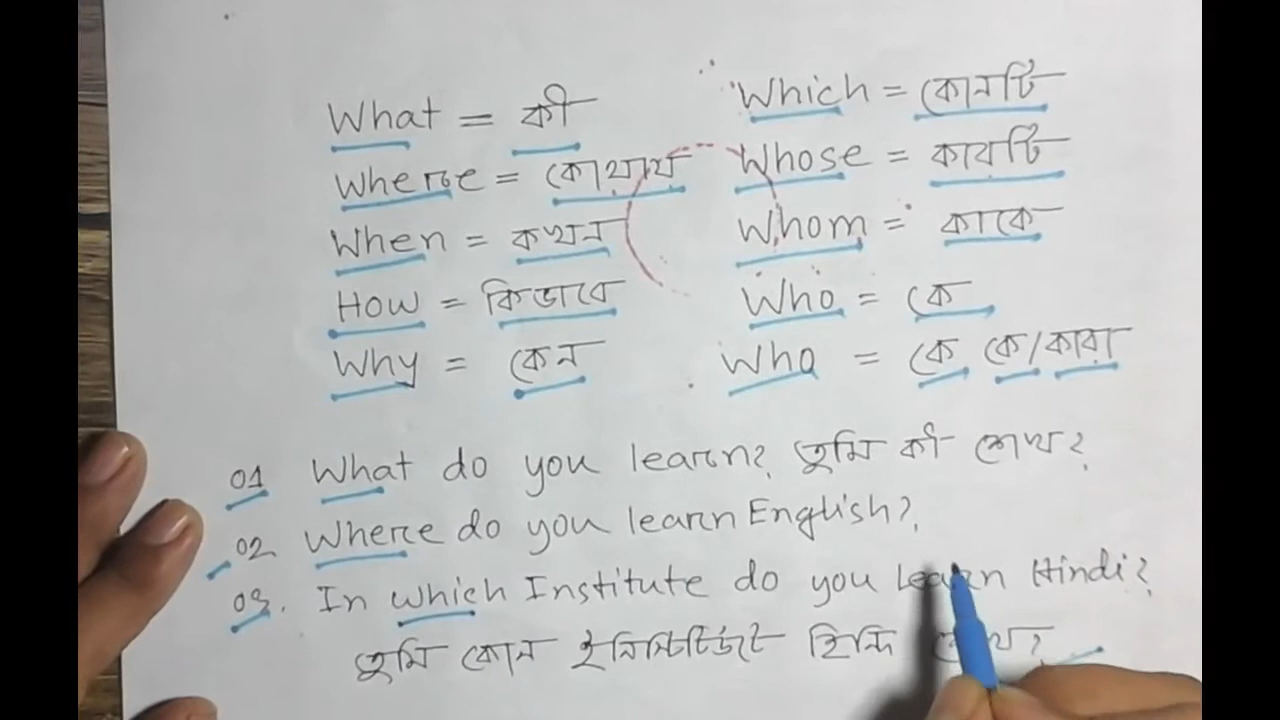 What = কী
Where = কোথায়
When = কখন
How = কিভাবে
Why = কেন
Which = কোনটি
Whose = কারটি
Whom = কাকে
Who = কে
Who = কে কে/কারা
01 What do you learn? তুমি কী শেখ?
02 Where do you learn English?
03. In which Institute do you learn Hindi?
তুমি কোন ইনিস্টিটিউটে হিন্দি